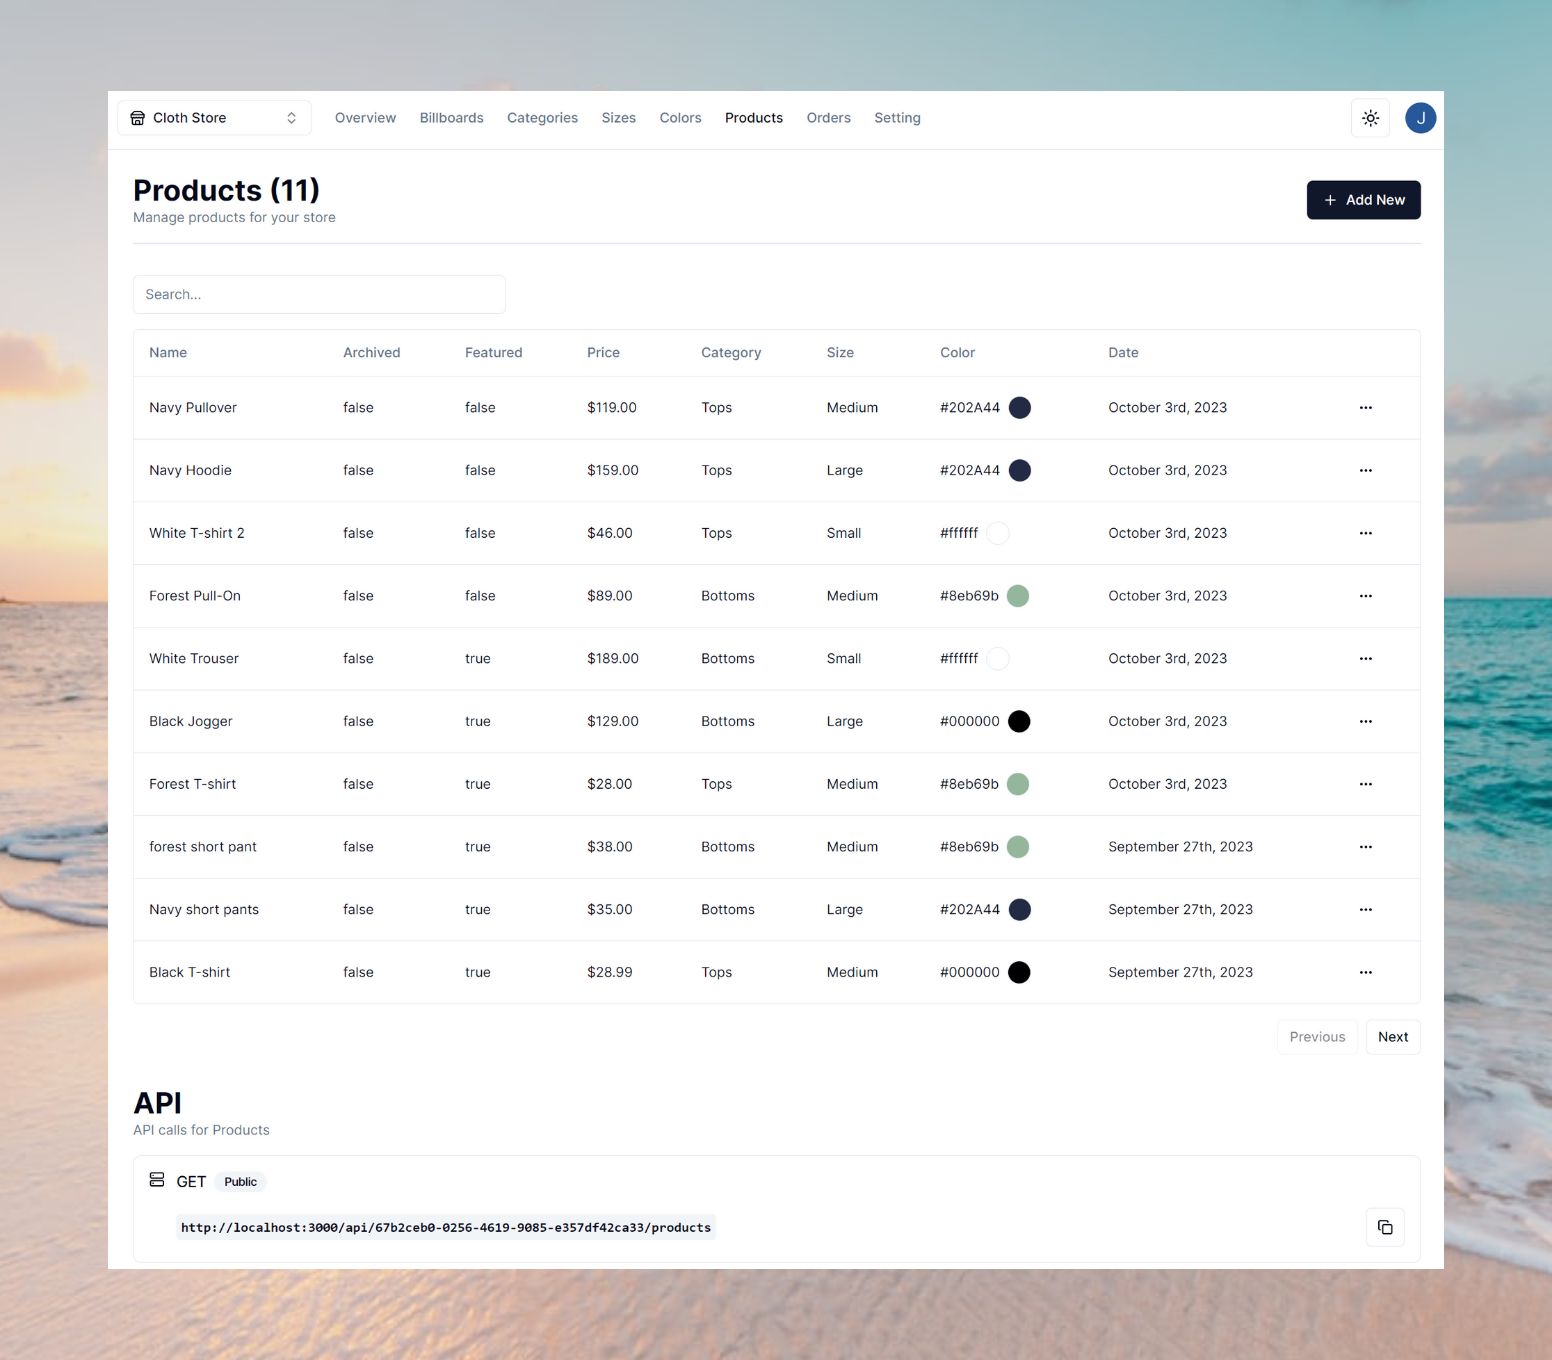 Cloth Store Overview Billboards Categories Sizes Colors Products Orders Setting J
Products (11)
Manage products for your store
+ Add New
Search...
Name Archived Featured Price Category Size Color Date
Navy Pullover false false $119.00 Tops Medium #202A44 October 3rd, 2023 ...
Navy Hoodie false false $159.00 Tops Large #202A44 October 3rd, 2023 ...
White T-shirt 2 false false $46.00 Tops Small #ffffff October 3rd, 2023 ...
Forest Pull-On false false $89.00 Bottoms Medium #8eb69b October 3rd, 2023 ...
White Trouser false true $189.00 Bottoms Small #ffffff October 3rd, 2023 ...
Black Jogger false true $129.00 Bottoms Large #000000 October 3rd, 2023 ...
Forest T-shirt false true $28.00 Tops Medium #8eb69b October 3rd, 2023 ...
forest short pant false true $38.00 Bottoms Medium #8eb69b September 27th, 2023 ...
Navy short pants false true $35.00 Bottoms Large #202A44 September 27th, 2023 ...
Black T-shirt false true $28.99 Tops Medium #000000 September 27th, 2023 ...
Previous Next
API
API calls for Products
GET Public
http://localhost:3000/api/67b2ceb0-0256-4619-9085-e357df42ca33/products